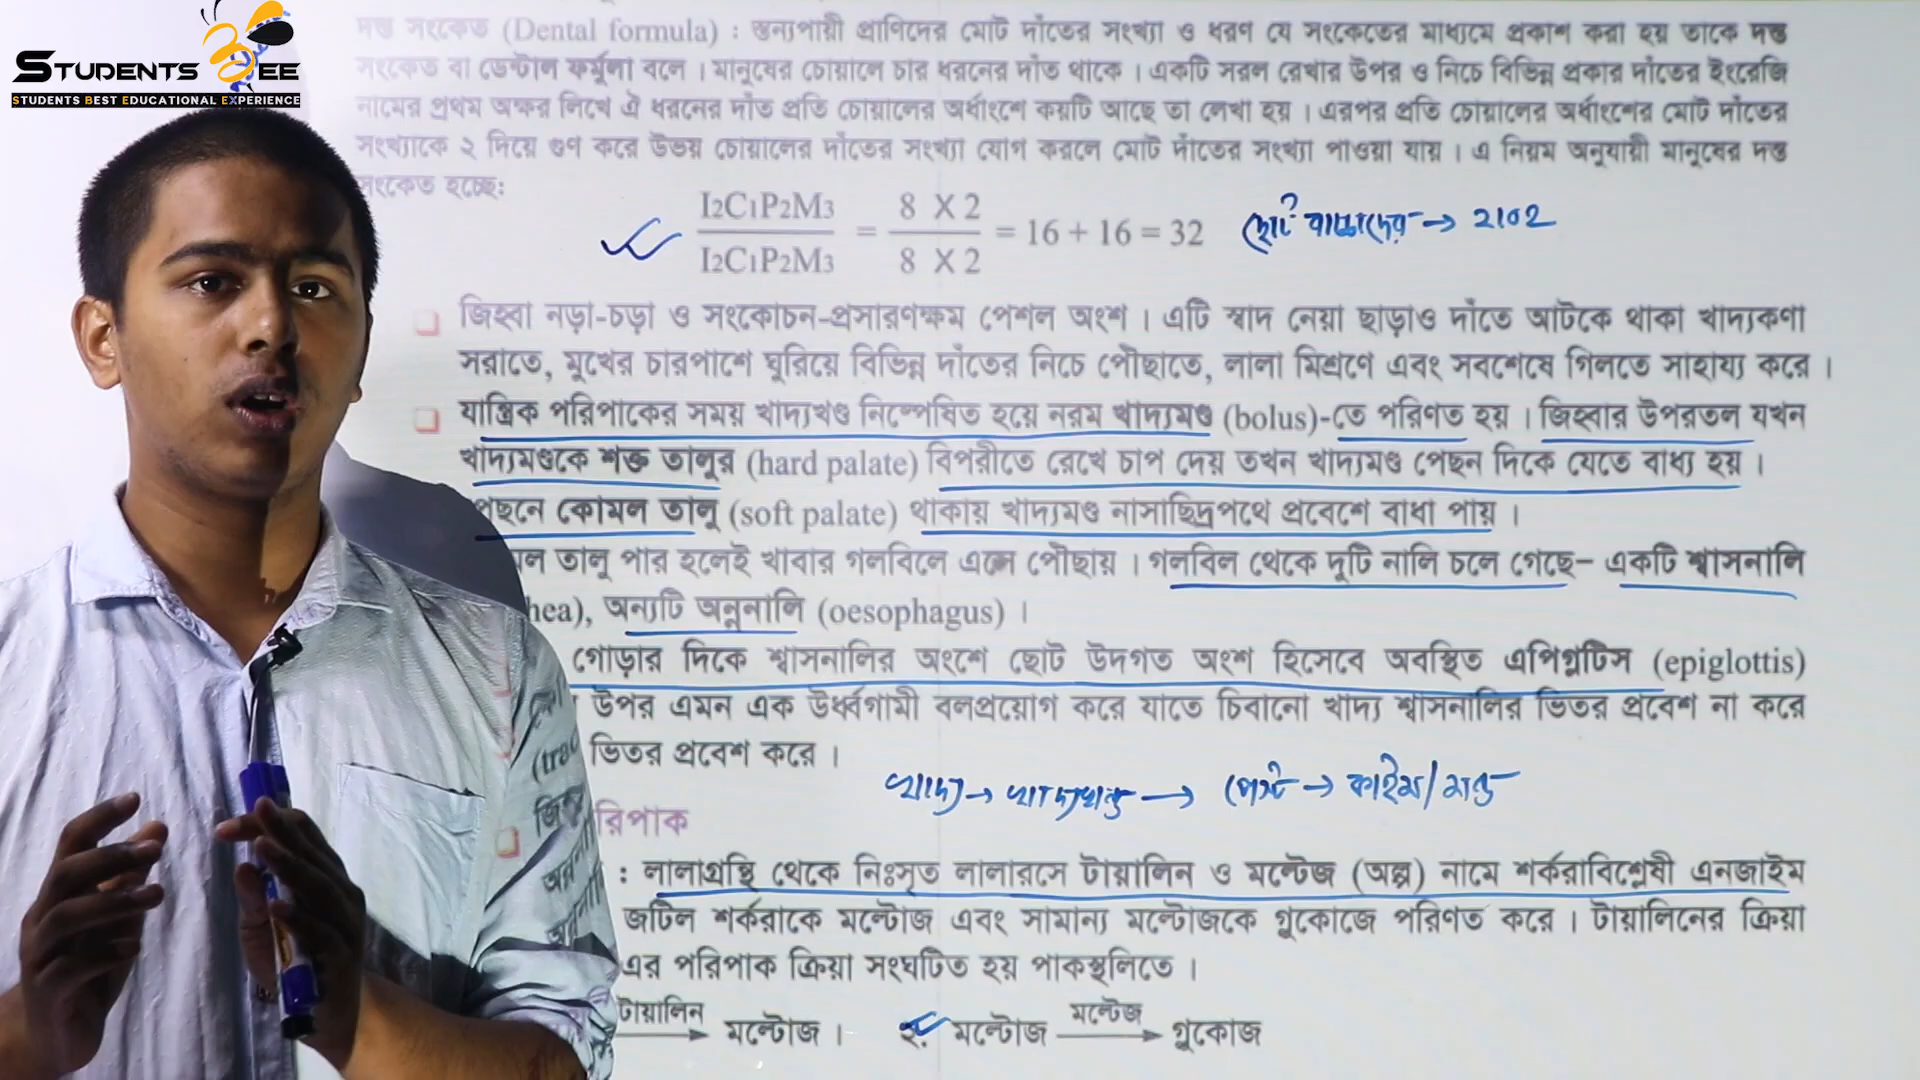 STUDENTS BEE
STUDENTS BEST EDUCATIONAL EXPERIENCE
দন্ত সংকেত (Dental formula) : স্তন্যপায়ী প্রাণিদের মোট দাঁতের সংখ্যা ও ধরণ যে সংকেতের মাধ্যমে প্রকাশ করা হয় তাকে দন্ত
সংকেত বা ডেন্টাল ফর্মুলা বলে । মানুষের চোয়ালে চার ধরনের দাঁত থাকে । একটি সরল রেখার উপর ও নিচে বিভিন্ন প্রকার দাঁতের ইংরেজি
নামের প্রথম অক্ষর লিখে ঐ ধরনের দাঁত প্রতি চোয়ালের অর্ধাংশে কয়টি আছে তা লেখা হয় । এরপর প্রতি চোয়ালের অর্ধাংশের মোট দাঁতের
সংখ্যাকে ২ দিয়ে গুণ করে উভয় চোয়ালের দাঁতের সংখ্যা যোগ করলে মোট দাঁতের সংখ্যা পাওয়া যায় । এ নিয়ম অনুযায়ী মানুষের দন্ত
সংকেত হচ্ছে:
I2C1P2M3 8 X 2
= = 16 + 16 = 32 ছোট বাচ্চাদের → ২১০২
I2C1P2M3 8 X 2
জিহ্বা নড়া-চড়া ও সংকোচন-প্রসারণক্ষম পেশল অংশ । এটি স্বাদ নেয়া ছাড়াও দাঁতে আটকে থাকা খাদ্যকণা
সরাতে, মুখের চারপাশে ঘুরিয়ে বিভিন্ন দাঁতের নিচে পৌঁছাতে, লালা মিশ্রণে এবং সবশেষে গিলতে সাহায্য করে ।
যান্ত্রিক পরিপাকের সময় খাদ্যখণ্ড নিষ্পেষিত হয়ে নরম খাদ্যমণ্ড (bolus)-তে পরিণত হয় । জিহ্বার উপরতল যখন
খাদ্যমণ্ডকে শক্ত তালুর (hard palate) বিপরীতে রেখে চাপ দেয় তখন খাদ্যমণ্ড পেছন দিকে যেতে বাধ্য হয় ।
পেছনে কোমল তালু (soft palate) থাকায় খাদ্যমণ্ড নাসাছিদ্রপথে প্রবেশে বাধা পায় ।
ল তালু পার হলেই খাবার গলবিলে এসে পৌঁছায় । গলবিল থেকে দুটি নালি চলে গেছে– একটি শ্বাসনালি
hea), অন্যটি অন্ননালি (oesophagus) ।
গোড়ার দিকে শ্বাসনালির অংশে ছোট উদগত অংশ হিসেবে অবস্থিত এপিগ্লটিস (epiglottis)
উপর এমন এক উর্ধ্বগামী বলপ্রয়োগ করে যাতে চিবানো খাদ্য শ্বাসনালির ভিতর প্রবেশ না করে
ভিতর প্রবেশ করে ।
খাদ্য → খাদ্যখন্ড → পেস্ট → কাইম/মন্ড
রিপাক
: লালাগ্রন্থি থেকে নিঃসৃত লালারসে টায়ালিন ও মল্টেজ (অল্প) নামে শর্করাবিশ্লেষী এনজাইম
জটিল শর্করাকে মল্টোজ এবং সামান্য মল্টোজকে গ্লুকোজে পরিণত করে । টায়ালিনের ক্রিয়া
এর পরিপাক ক্রিয়া সংঘটিত হয় পাকস্থলিতে ।
টায়ালিন → মল্টোজ । ২. মল্টোজ মল্টেজ → গ্লুকোজ